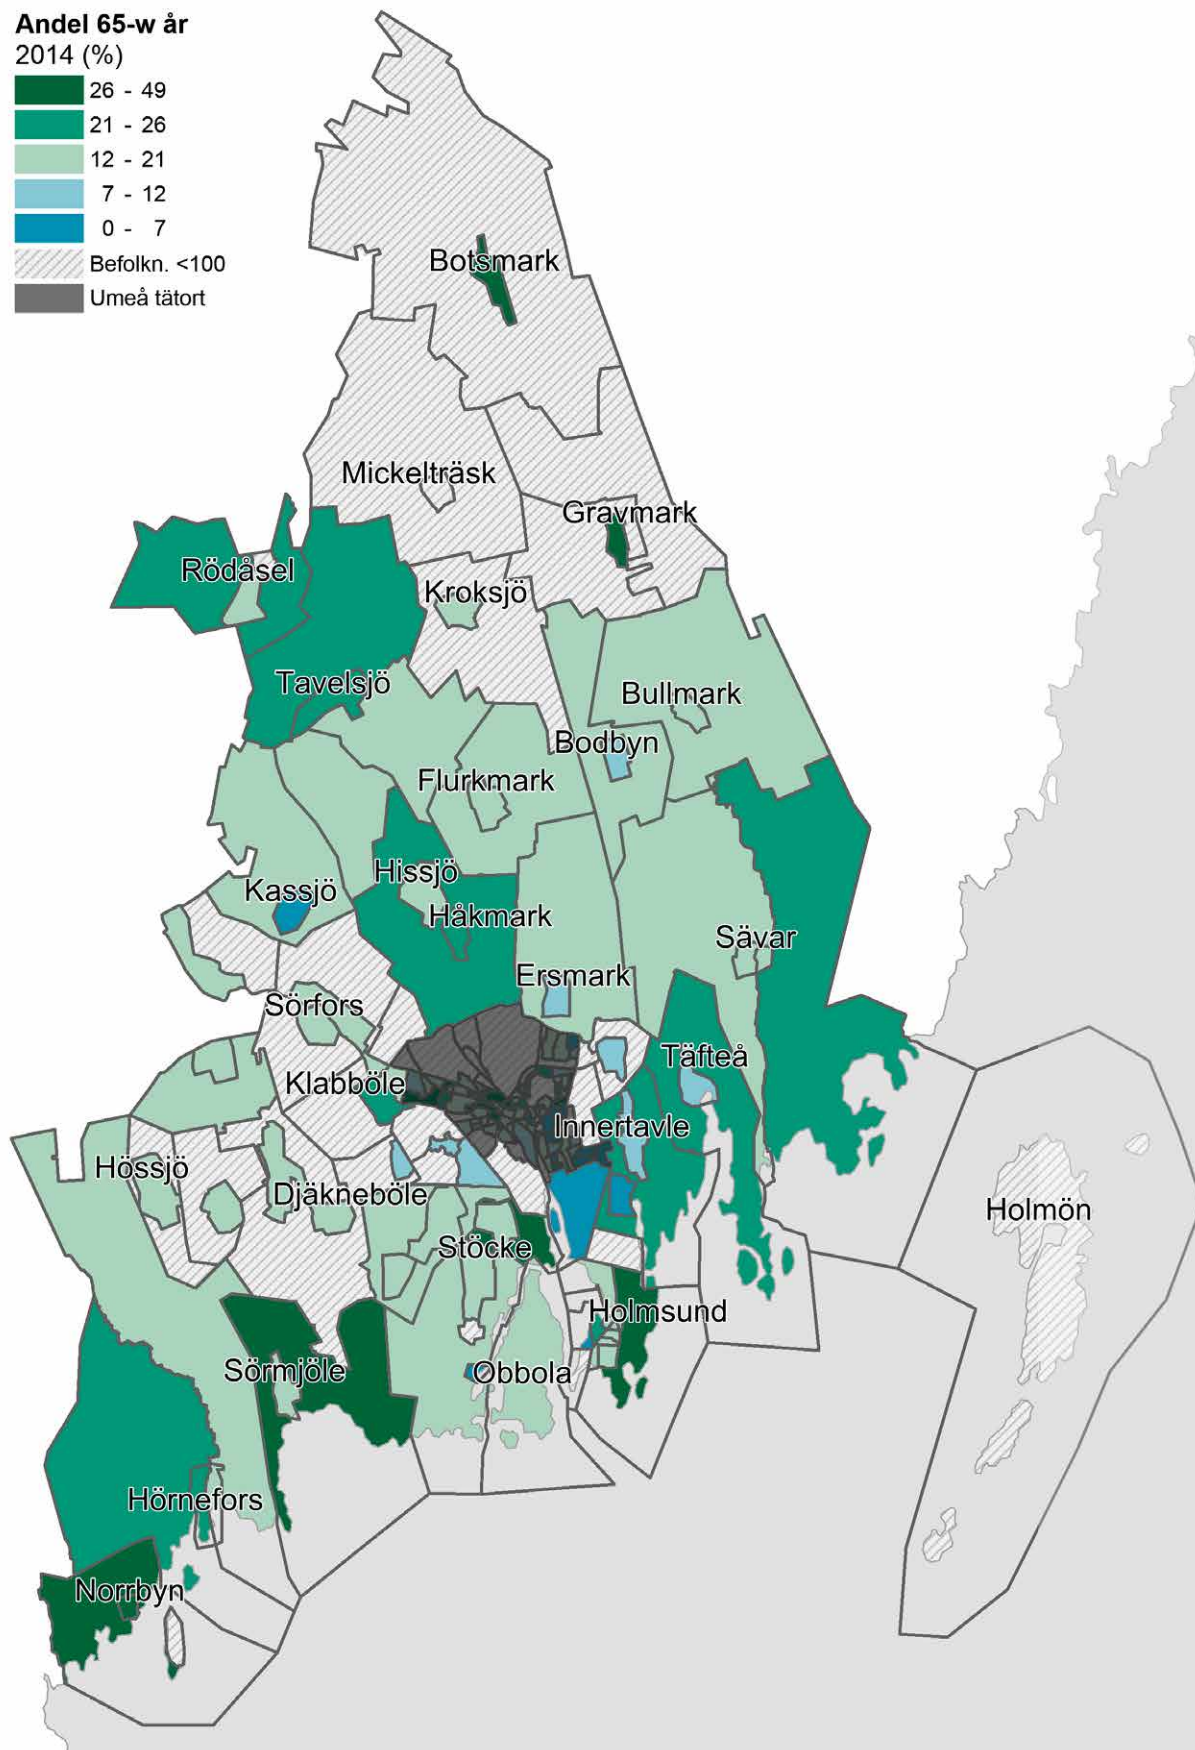 Andel 65-w år
2014 (%)
26 - 49
21 - 26
12 - 21
7 - 12
0 - 7
Befolkn. <100
Umeå tätort
Botsmark
Mickelträsk
Gravmark
Rödåsel
Kroksjö
Tavelsjö
Bullmark
Bodbyn
Flurkmark
Hissjö
Kassjö
Håkmark
Sävar
Ersmark
Sörfors
Täfteå
Klabböle
Innertavle
Hössjö
Djäkneböle
Holmön
Stöcke
Holmsund
Sörmjöle
Obbola
Hörnefors
Norrbyn